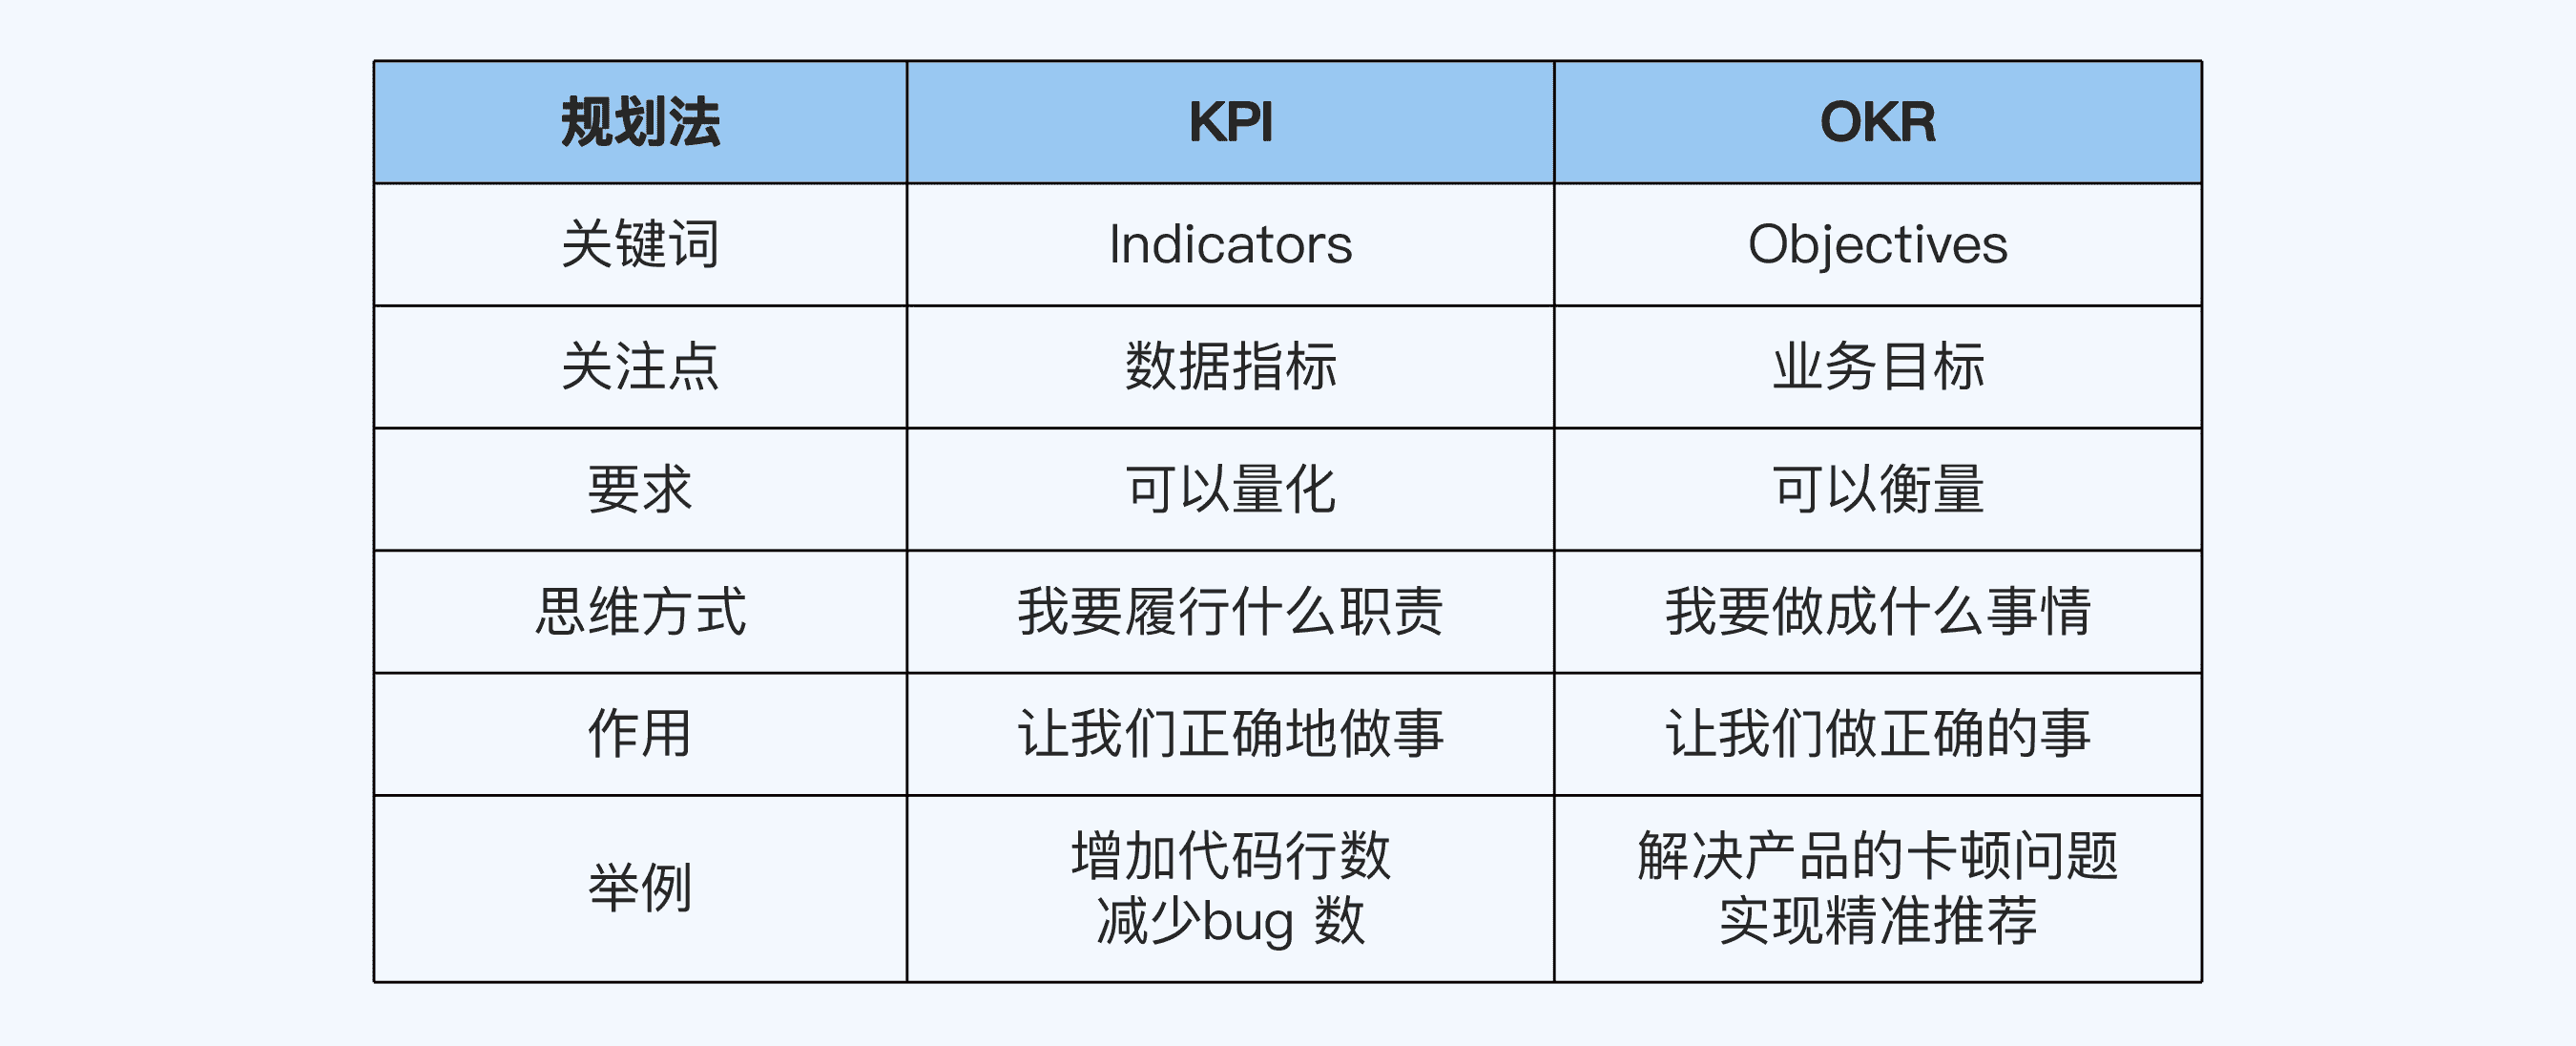 规划法 KPI OKR
关键词 Indicators Objectives
关注点 数据指标 业务目标
要求 可以量化 可以衡量
思维方式 我要履行什么职责 我要做成什么事情
作用 让我们正确地做事 让我们做正确的事
举例 增加代码行数 解决产品的卡顿问题
减少bug 数 实现精准推荐